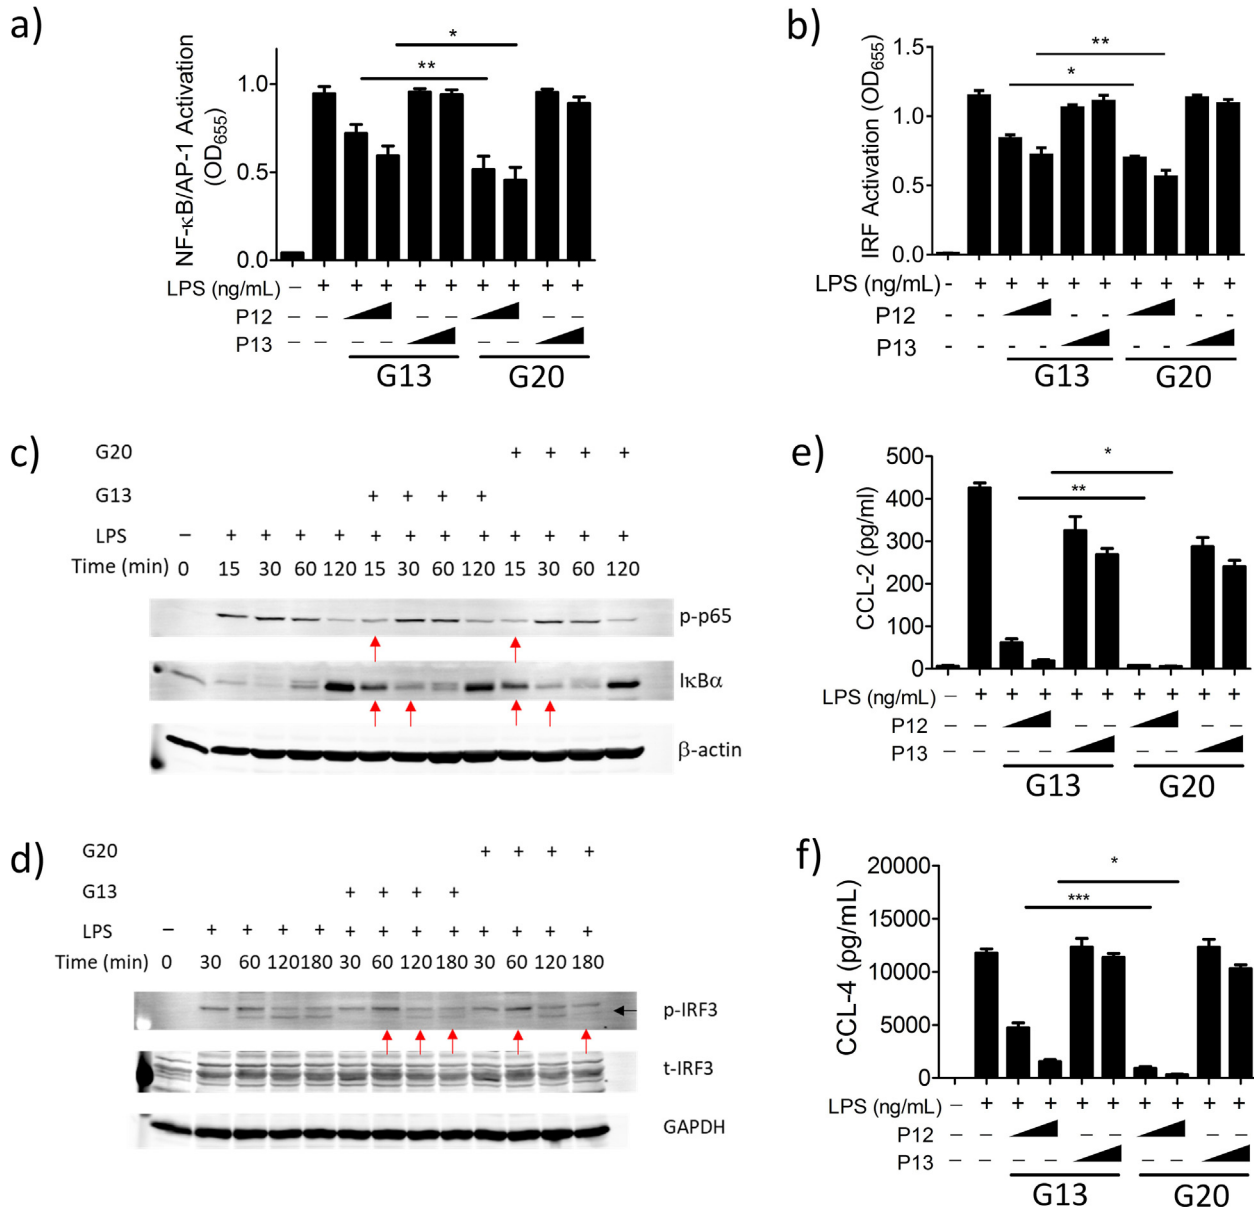 a)
NF-κB/AP-1 Activation
(OD655)
1.0
0.5
0.0
*
**
LPS (ng/mL) – + + + + + + + + +
P12 – – – – – –
P13 – – – – – –
G13 G20
b)
IRF Activation (OD655)
1.5
1.0
0.5
0.0
**
*
LPS (ng/mL) - + + + + + + + + +
P12 - - - - - -
P13 - - - - - -
G13 G20
c)
G20 + + + +
G13 + + + +
LPS – + + + + + + + + + + + +
Time (min) 0 15 30 60 120 15 30 60 120 15 30 60 120
p-p65
IκBα
β-actin
d)
G20 + + + +
G13 + + + +
LPS – + + + + + + + + + + + +
Time (min) 0 30 60 120 180 30 60 120 180 30 60 120 180
p-IRF3
t-IRF3
GAPDH
e)
CCL-2 (pg/ml)
500
400
300
200
100
0
*
**
LPS (ng/mL) – + + + + + + + + +
P12 – – – – – –
P13 – – – – – –
G13 G20
f)
CCL-4 (pg/mL)
20000
15000
10000
5000
0
*
***
LPS (ng/mL) – + + + + + + + + +
P12 – – – – – –
P13 – – – – – –
G13 G20